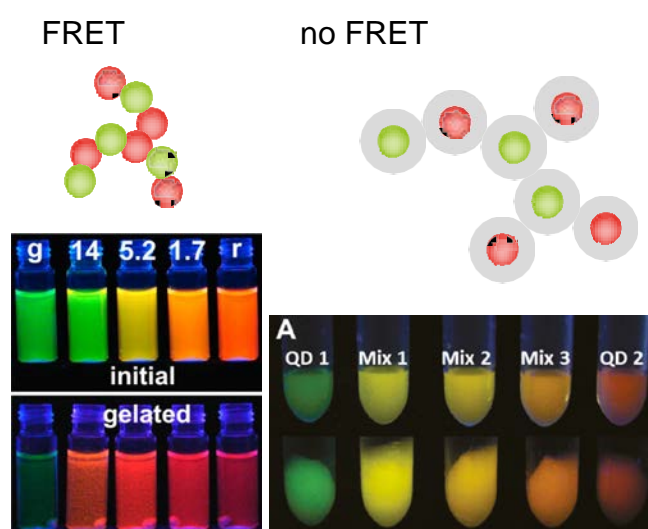 FRET
no FRET
g 14 5.2 1.7 r
initial
gelated
A
QD 1 Mix 1 Mix 2 Mix 3 QD 2